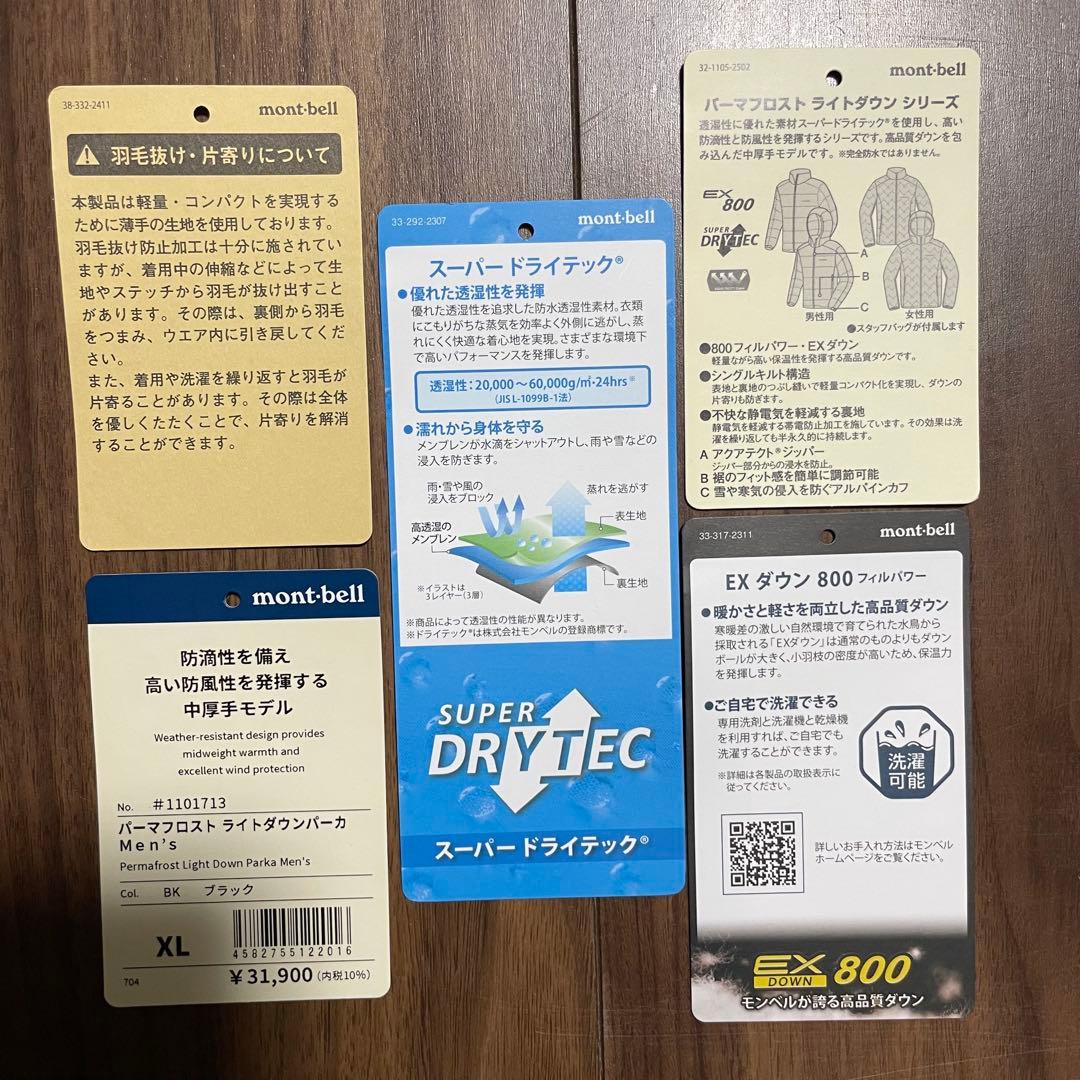 38-332-2411
mont-bell
羽毛抜け・片寄りについて
本製品は軽量・コンパクトを実現する
ために薄手の生地を使用しております。
羽毛抜け防止加工は十分に施されてい
ますが、着用中の伸縮などによって生
地やステッチから羽毛が抜け出すこと
があります。その際は、裏側から羽毛
をつまみ、ウエア内に引き戻してくだ
さい。
また、着用や洗濯を繰り返すと羽毛が
片寄ることがあります。その際は全体
を優しくたたくことで、片寄りを解消
することができます。
mont-bell
防滴性を備え
高い防風性を発揮する
中厚手モデル
Weather-resistant design provides
midweight warmth and
excellent wind protection
No. #1101713
パーマフロスト ライトダウンパーカ
Men's
Permafrost Light Down Parka Men's
Col. BK ブラック
XL
4582755122016
¥31,900(内税10%)
704
33-292-2307
mont-bell
スーパー ドライテック®
●優れた透湿性を発揮
優れた透湿性を追求した防水透湿性素材。衣類
にこもりがちな蒸気を効率よく外側に逃がし、蒸
れにくく快適な着心地を実現。さまざまな環境下
で高いパフォーマンスを発揮します。
透湿性:20,000〜60,000g/㎡・24hrs※
(JIS L-1099B-1法)
●濡れから身体を守る
メンブレンが水滴をシャットアウトし、雨や雪などの
浸入を防ぎます。
雨・雪や風の
浸入をブロック
蒸れを逃がす
高透湿の
メンブレン
表生地
裏生地
※イラストは
3レイヤー(3層)
※商品によって透湿性の性能が異なります。
※ドライテック®は株式会社モンベルの登録商標です。
SUPER
DRYTEC
スーパー ドライテック®
32-1105-2502
mont-bell
パーマフロスト ライトダウン シリーズ
透湿性に優れた素材スーパードライテック®を使用し、高い
防滴性と防風性を発揮するシリーズです。高品質ダウンを包
み込んだ中厚手モデルです。※完全防水ではありません。
EX
800
SUPER
DRYTEC
A
B
C
男性用
女性用
●スタッフバッグが付属します
●800フィルパワー・EXダウン
軽量ながら高い保温性を発揮する高品質ダウンです。
●シングルキルト構造
表地と裏地のつぶし縫いで軽量コンパクト化を実現し、ダウンの
片寄りも防ぎます。
●不快な静電気を軽減する裏地
静電気を軽減する帯電防止加工を施しています。その効果は洗
濯を繰り返しても半永久的に持続します。
A アクアテクト®ジッパー
ジッパー部分からの浸水を防止。
B 裾のフィット感を簡単に調節可能
C 雪や寒気の侵入を防ぐアルパインカフ
33-317-2311
mont-bell
EX ダウン 800 フィルパワー
●暖かさと軽さを両立した高品質ダウン
寒暖差の激しい自然環境で育てられた水鳥から
採取される「EXダウン」は通常のものよりもダウン
ボールが大きく、小羽枝の密度が高いため、保温力
を発揮します。
●ご自宅で洗濯できる
専用洗剤と洗濯機と乾燥機
を利用すれば、ご自宅でも
洗濯することができます。
※詳細は各製品の取扱表示に
従ってください。
洗濯
可能
詳しいお手入れ方法はモンベル
ホームページをご覧ください。
EX
DOWN
800
モンベルが誇る高品質ダウン